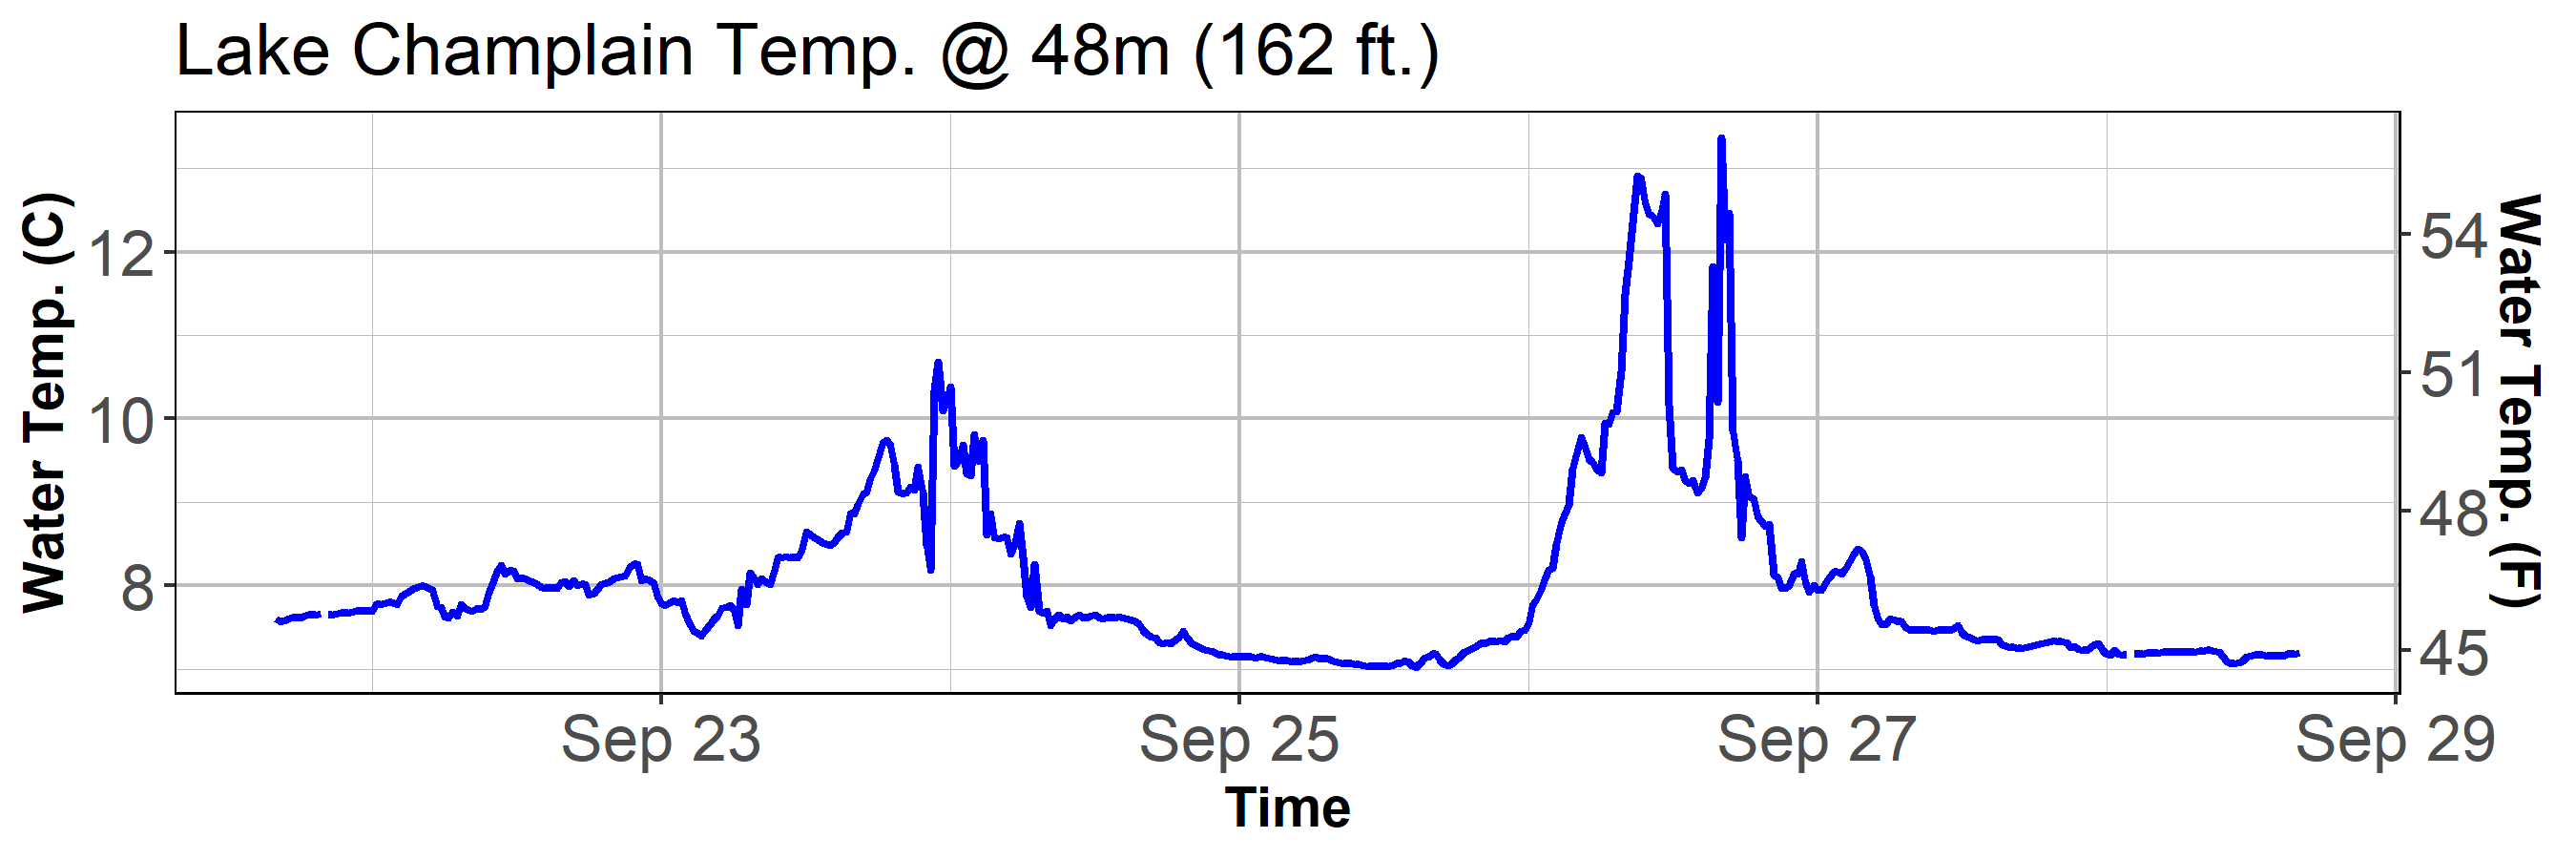 Lake Champlain Temp. @ 48m (162 ft.)
Water Temp. (C)
12
10
8
54
51
48
45
Water Temp. (F)
Sep 23 Sep 25 Sep 27 Sep 29
Time